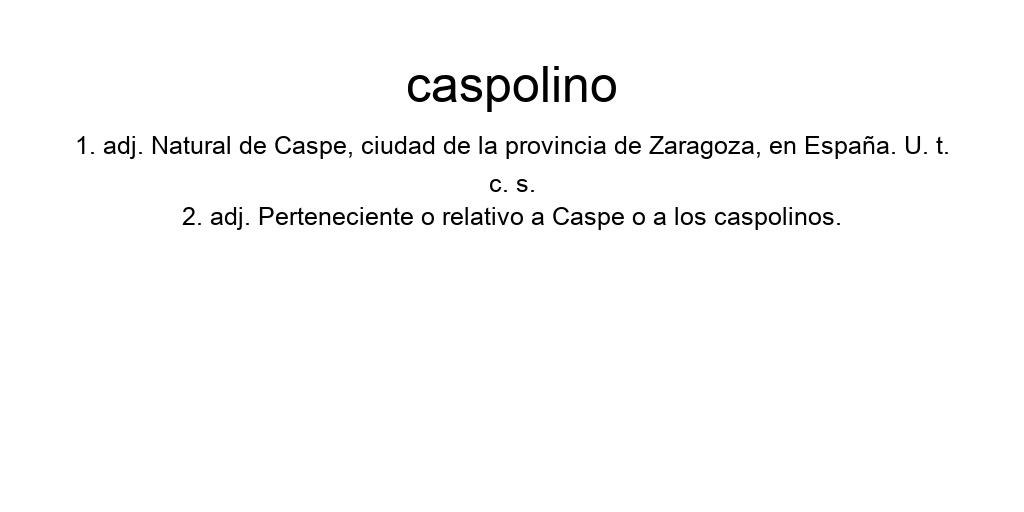 caspolino
1. adj. Natural de Caspe, ciudad de la provincia de Zaragoza, en España. U. t.
c. s.
2. adj. Perteneciente o relativo a Caspe o a los caspolinos.